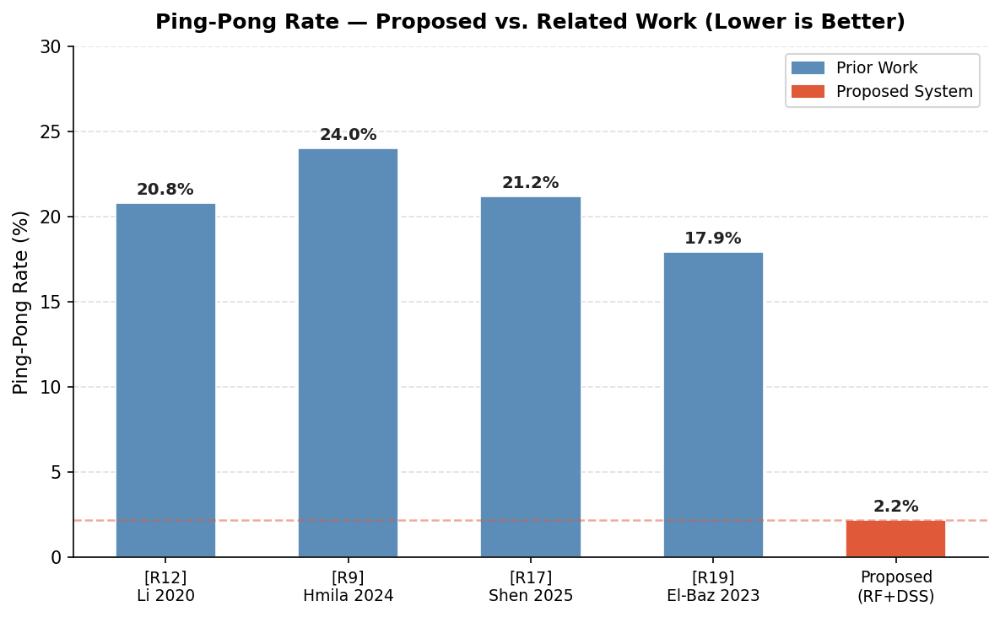 Ping-Pong Rate — Proposed vs. Related Work (Lower is Better)
Prior Work
Proposed System
Ping-Pong Rate (%)
30
25
20
15
10
5
0
20.8%
24.0%
21.2%
17.9%
2.2%
[R12]
Li 2020
[R9]
Hmila 2024
[R17]
Shen 2025
[R19]
El-Baz 2023
Proposed
(RF+DSS)